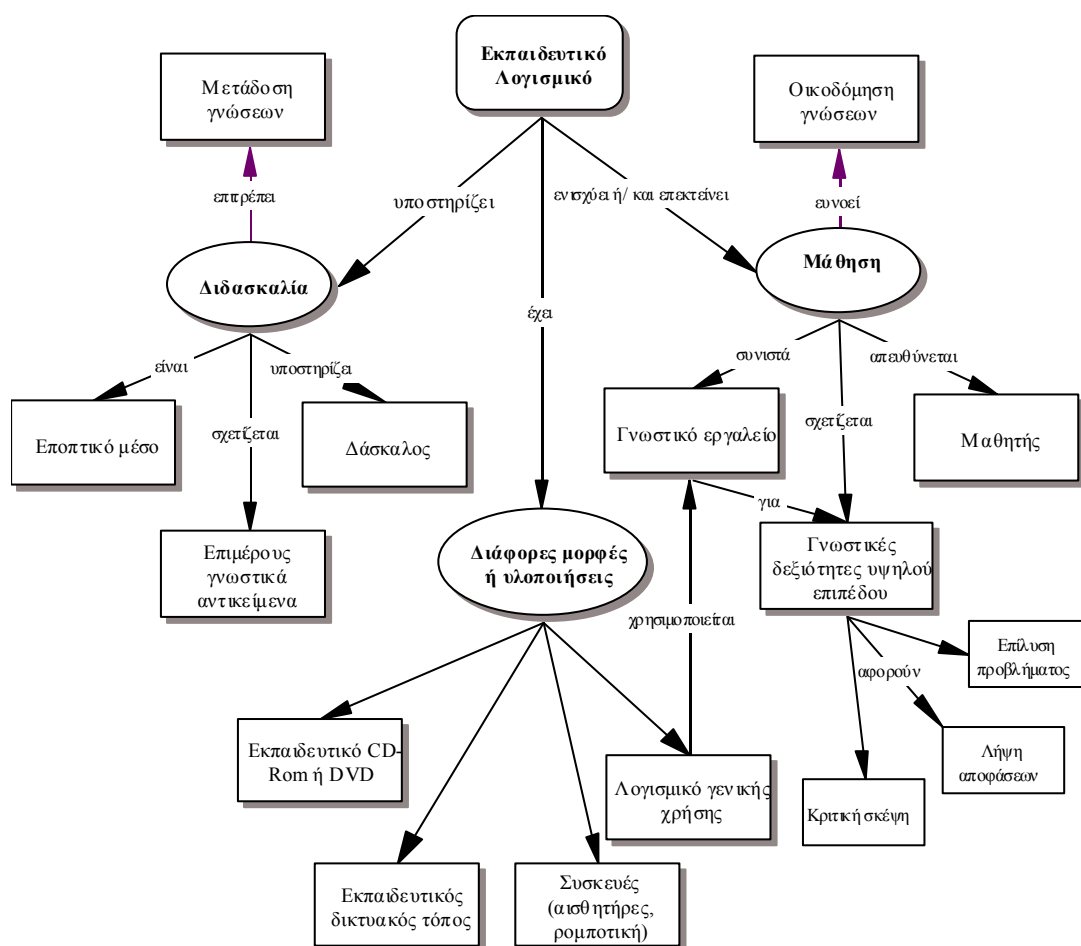 Εκπαιδευτικό
Λογισμικό
Μετάδοση
γνώσεων
Οικοδόμηση
γνώσεων
επιτρέπει
υποστηρίζει
ενισχύει ή/ και επεκτείνει
ευνοεί
Διδασκαλία
Μάθηση
έχει
είναι
υποστηρίζει
σχετίζεται
συνιστά
απευθύνεται
σχετίζεται
Εποπτικό μέσο
Δάσκαλος
Γνωστικό εργαλείο
Μαθητής
για
Επιμέρους
γνωστικά
αντικείμενα
Διάφορες μορφές
ή υλοποιήσεις
Γνωστικές
δεξιότητες υψηλού
επιπέδου
χρησιμοποιείται
αφορούν
Επίλυση
προβλήματος
Εκπαιδευτικό CD-
Rom ή DVD
Λογισμικό γενικής
χρήσης
Λήψη
αποφάσεων
Κριτική σκέψη
Εκπαιδευτικός
δικτυακός τόπος
Συσκευές
(αισθητήρες,
ρομποτική)